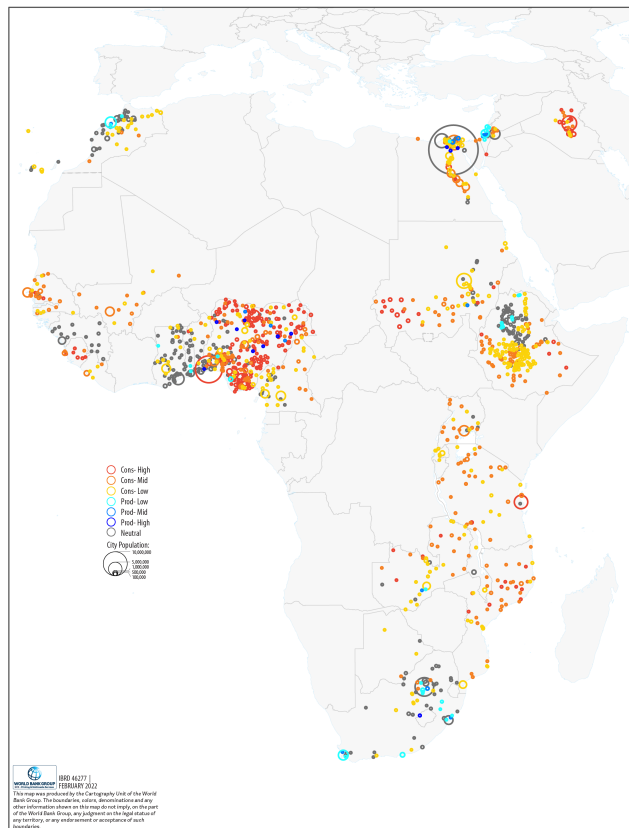 Cons- High
Cons- Mid
Cons- Low
Prod- Low
Prod- Mid
Prod- High
Neutral
City Population:
10,000,000
5,000,000
1,000,000
500,000
100,000
WORLD BANK GROUP
IBRD 46277 |
FEBRUARY 2022
This map was produced by the Cartography Unit of the World
Bank Group. The boundaries, colors, denominations and any
other information shown on this map do not imply, on the part
of the World Bank Group, any judgment on the legal status of
any territory, or any endorsement or acceptance of such
boundaries.